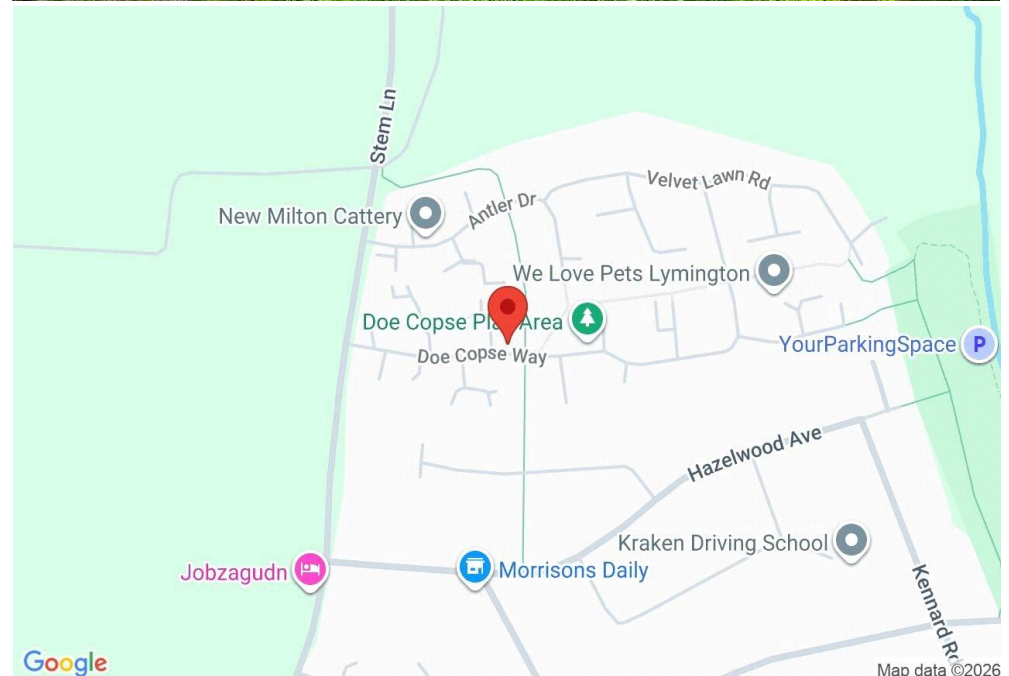 Stem Ln
Velvet Lawn Rd
New Milton Cattery
Antler Dr
We Love Pets Lymington
Doe Copse Play Area
YourParkingSpace
P
Doe Copse Way
Hazelwood Ave
Kraken Driving School
Jobzagudn
Morrisons Daily
Kennard Rd
Google
Map data ©2026